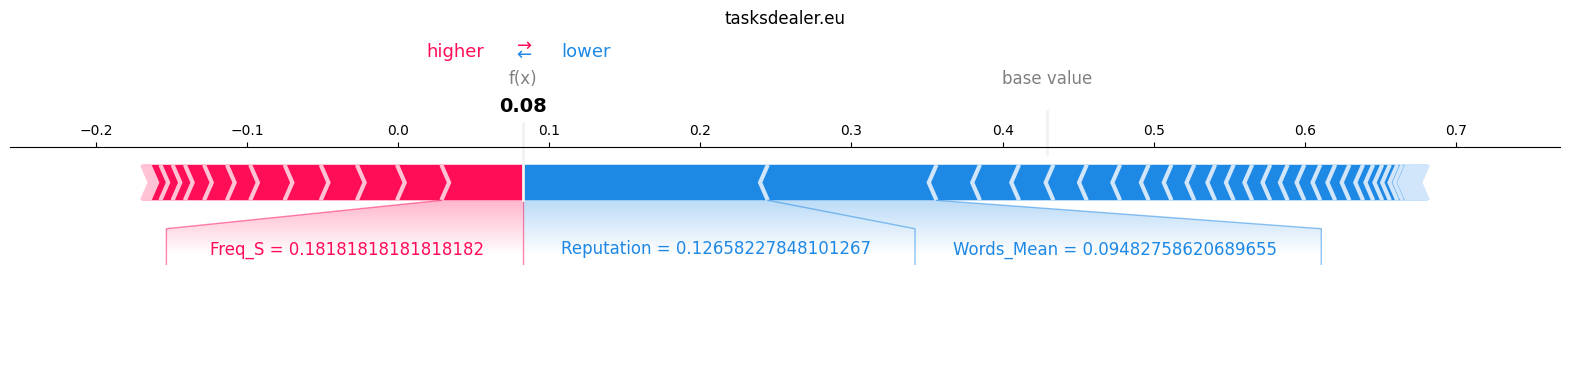 tasksdealer.eu
higher ⇄ lower
f(x) base value
0.08
−0.2 −0.1 0.0 0.1 0.2 0.3 0.4 0.5 0.6 0.7
Freq_S = 0.18181818181818182 Reputation = 0.12658227848101267 Words_Mean = 0.09482758620689655